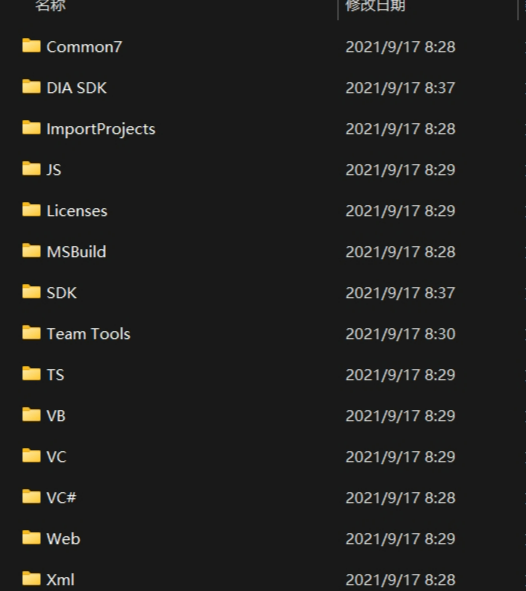 名称 修改日期
Common7 2021/9/17 8:28
DIA SDK 2021/9/17 8:37
ImportProjects 2021/9/17 8:28
JS 2021/9/17 8:29
Licenses 2021/9/17 8:29
MSBuild 2021/9/17 8:28
SDK 2021/9/17 8:37
Team Tools 2021/9/17 8:30
TS 2021/9/17 8:29
VB 2021/9/17 8:29
VC 2021/9/17 8:29
VC# 2021/9/17 8:28
Web 2021/9/17 8:29
Xml 2021/9/17 8:28